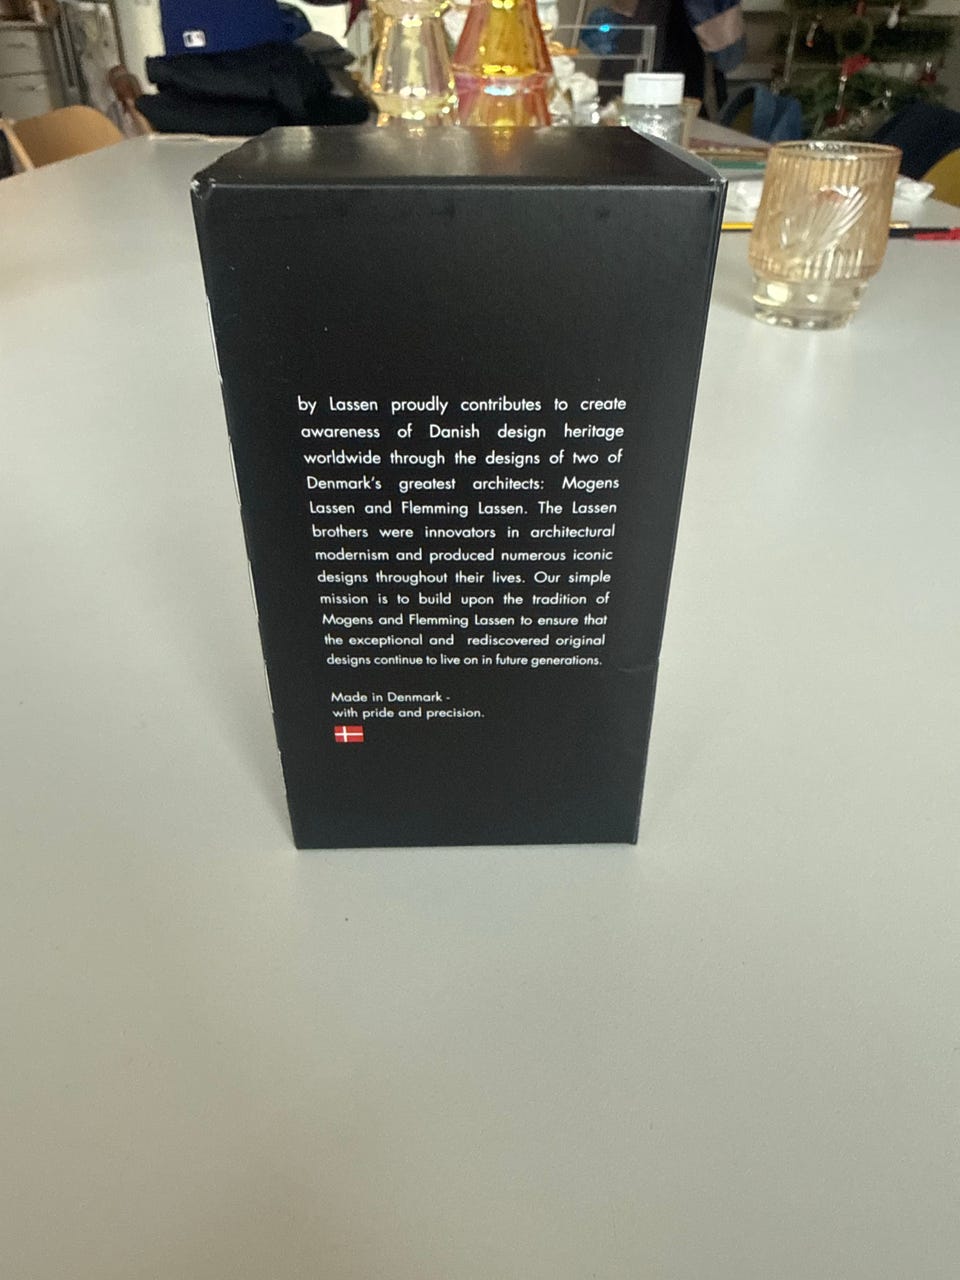 by Lassen proudly contributes to create
awareness of Danish design heritage
worldwide through the designs of two of
Denmark's greatest architects: Mogens
Lassen and Flemming Lassen. The Lassen
brothers were innovators in architectural
modernism and produced numerous iconic
designs throughout their lives. Our simple
mission is to build upon the tradition of
Mogens and Flemming Lassen to ensure that
the exceptional and rediscovered original
designs continue to live on in future generations.
Made in Denmark -
with pride and precision.